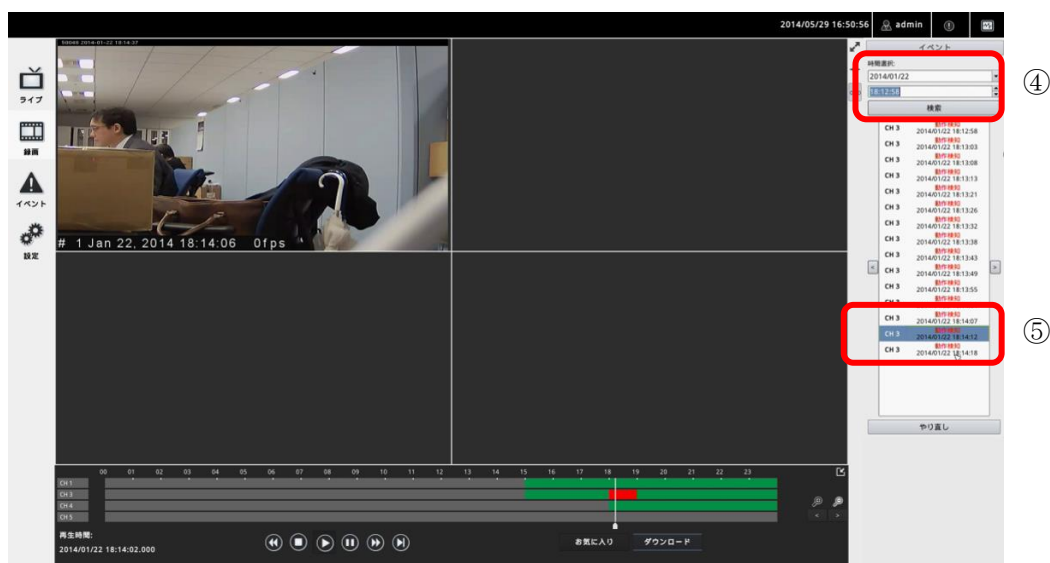 2014/05/29 16:50:56 admin
ライブ
録画
イベント
設定
50088 2014-01-22 18:14:37
# 1 Jan 22, 2014 18:14:06 0fps
イベント
時間選択:
2014/01/22
18:12:58
検索
④
CH 3 動作検知
2014/01/22 18:12:58
CH 3 動作検知
2014/01/22 18:13:03
CH 3 動作検知
2014/01/22 18:13:08
CH 3 動作検知
2014/01/22 18:13:13
CH 3 動作検知
2014/01/22 18:13:21
CH 3 動作検知
2014/01/22 18:13:26
CH 3 動作検知
2014/01/22 18:13:32
CH 3 動作検知
2014/01/22 18:13:38
CH 3 動作検知
2014/01/22 18:13:43
CH 3 動作検知
2014/01/22 18:13:49
CH 3 動作検知
2014/01/22 18:13:55
CH 3 動作検知
CH 3 動作検知
2014/01/22 18:14:07
CH 3 動作検知
2014/01/22 18:14:12
CH 3 動作検知
2014/01/22 18:14:18
⑤
やり直し
00 01 02 03 04 05 06 07 08 09 10 11 12 13 14 15 16 17 18 19 20 21 22 23
CH 1
CH 3
CH 4
CH 5
再生時間:
2014/01/22 18:14:02.000
お気に入り ダウンロード